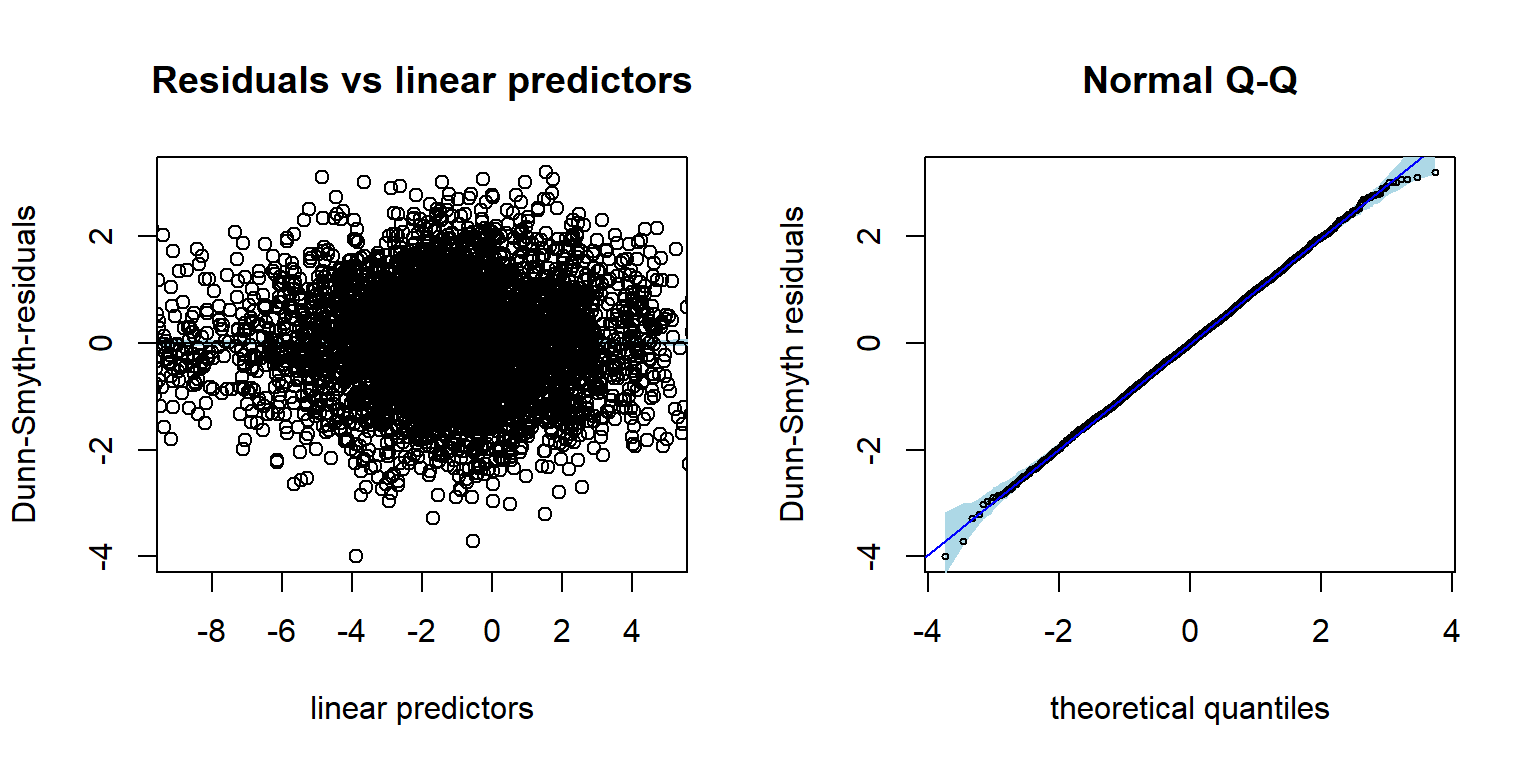 Residuals vs linear predictors
Dunn-Smyth-residuals
2
0
-2
-4
-8 -6 -4 -2 0 2 4
linear predictors
Normal Q-Q
Dunn-Smyth residuals
2
0
-2
-4
-4 -2 0 2 4
theoretical quantiles